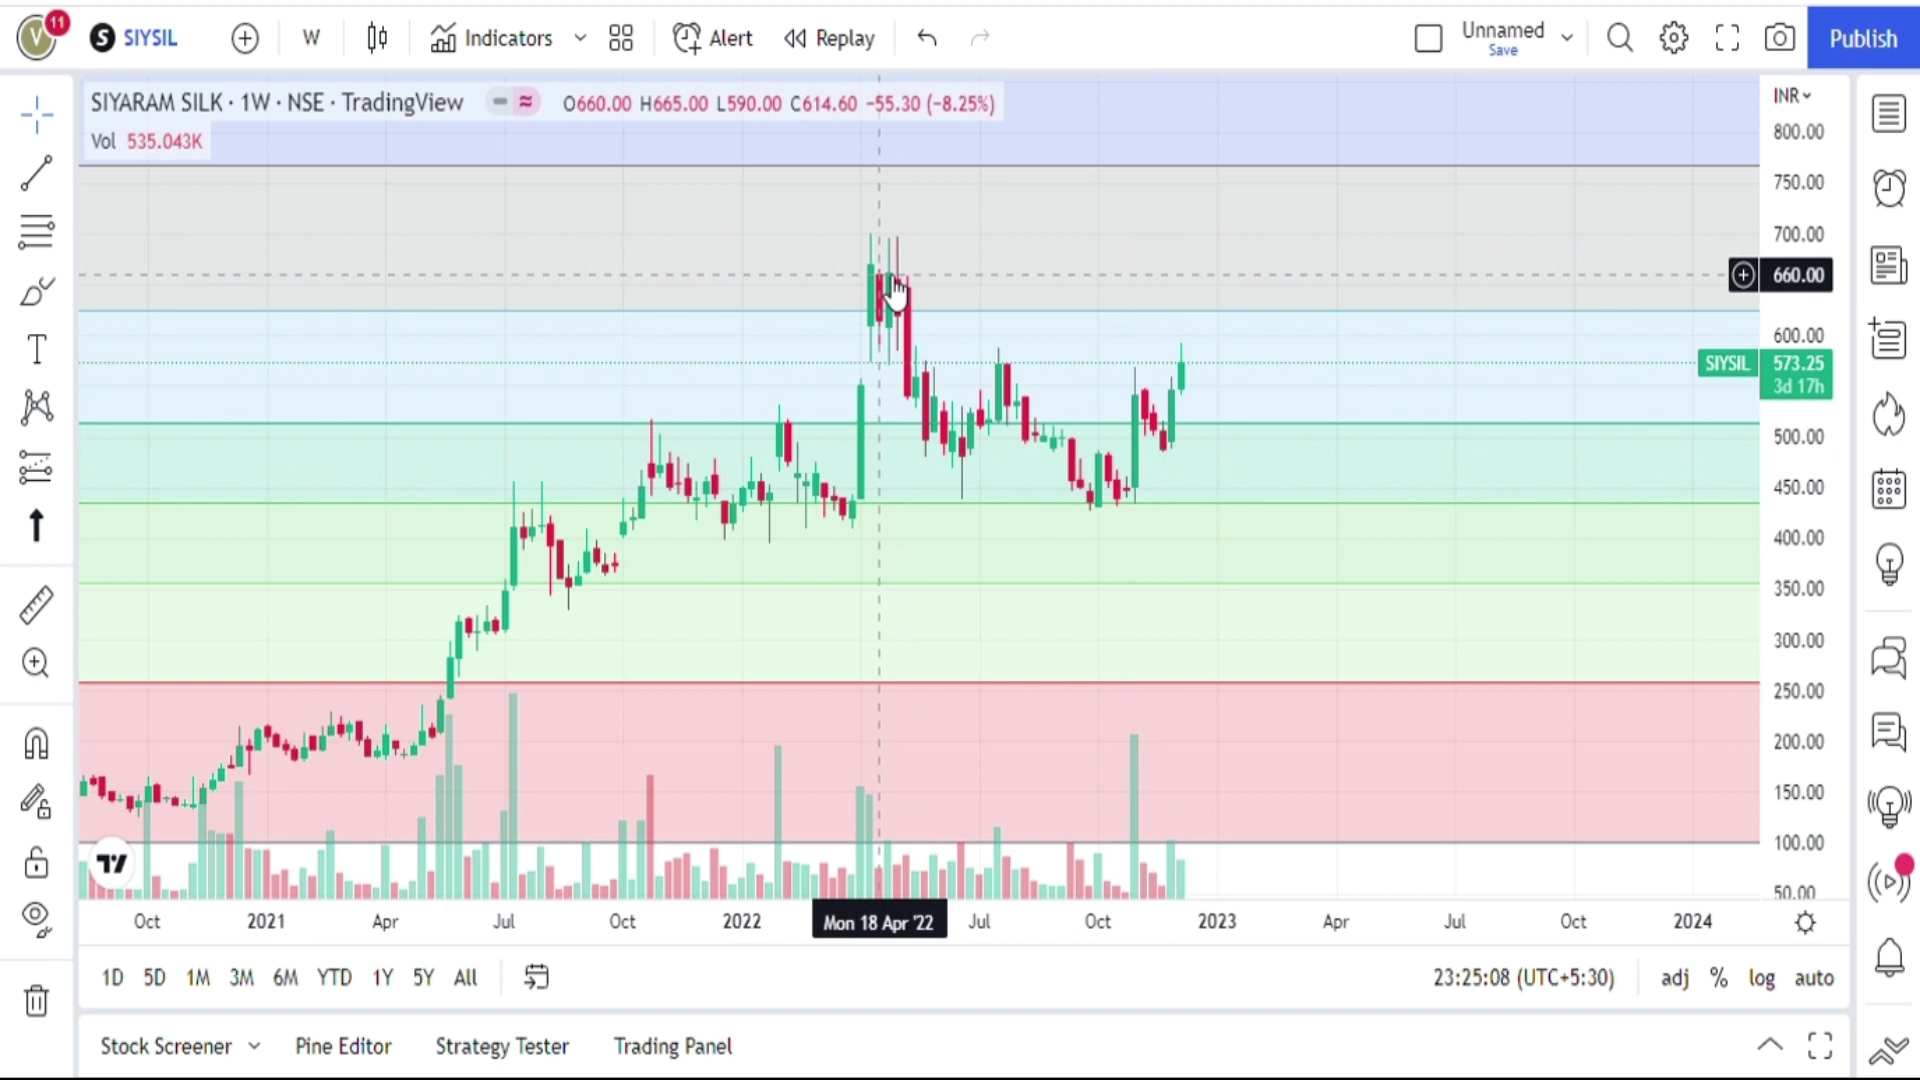 V 11 S SIYSIL W Indicators Alert Replay Unnamed Save Publish
SIYARAM SILK · 1W · NSE · TradingView O660.00 H665.00 L590.00 C614.60 −55.30 (−8.25%)
Vol 535.043K
INR
800.00
750.00
700.00
660.00
600.00
SIYSIL 573.25
3d 17h
500.00
450.00
400.00
350.00
300.00
250.00
200.00
150.00
100.00
50.00
Oct 2021 Apr Jul Oct 2022 Mon 18 Apr '22 Jul Oct 2023 Apr Jul Oct 2024
1D 5D 1M 3M 6M YTD 1Y 5Y All 23:25:08 (UTC+5:30) adj % log auto
Stock Screener Pine Editor Strategy Tester Trading Panel